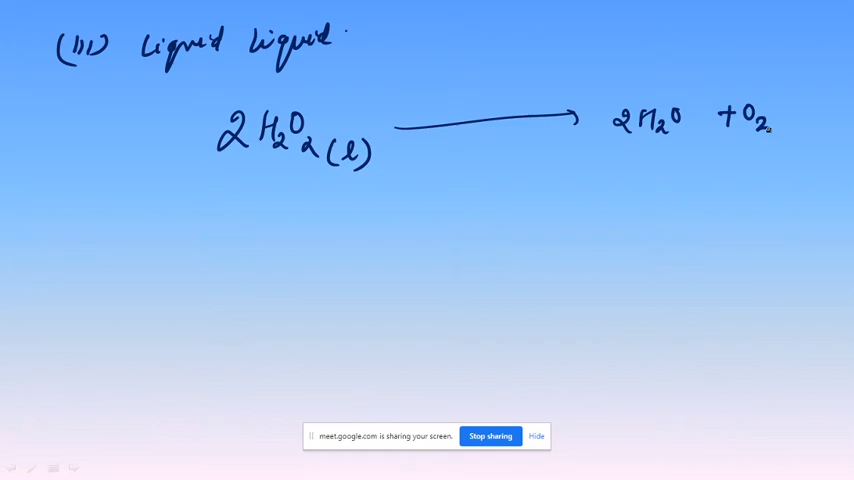 (III) Liquid Liquid.
2H₂O₂(l) ⟶ 2H₂O + O₂
meet.google.com is sharing your screen. Stop sharing Hide